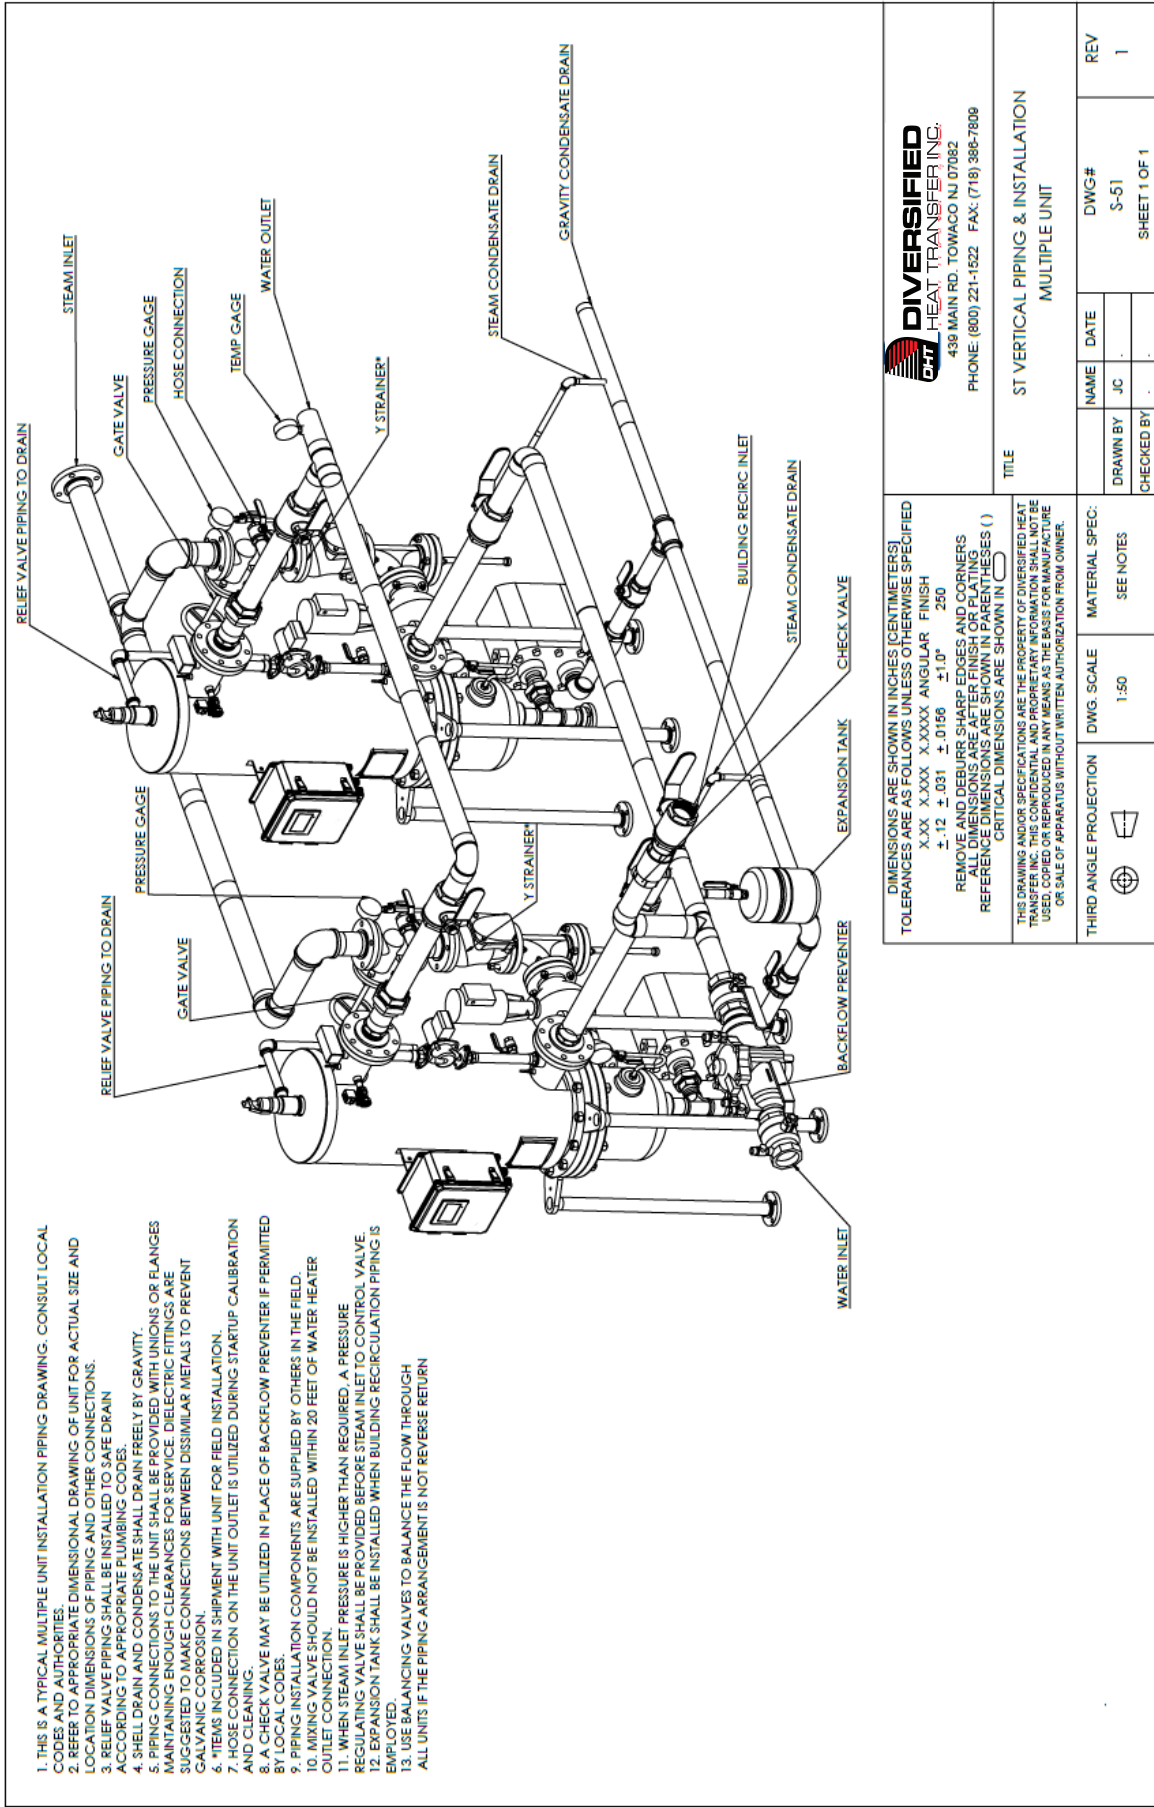 1. THIS IS A TYPICAL MULTIPLE UNIT INSTALLATION PIPING DRAWING. CONSULT LOCAL
CODES AND AUTHORITIES.
2. REFER TO APPROPRIATE DIMENSIONAL DRAWING OF UNIT FOR ACTUAL SIZE AND
LOCATION DIMENSIONS OF PIPING AND OTHER CONNECTIONS.
3. RELIEF VALVE PIPING SHALL BE INSTALLED TO SAFE DRAIN
ACCORDING TO APPROPRIATE PLUMBING CODES.
4. SHELL DRAIN AND CONDENSATE SHALL DRAIN FREELY BY GRAVITY.
5. PIPING CONNECTIONS TO THE UNIT SHALL BE PROVIDED WITH UNIONS OR FLANGES
MAINTAINING ENOUGH CLEARANCES FOR SERVICE. DIELECTRIC FITTINGS ARE
SUGGESTED TO MAKE CONNECTIONS BETWEEN DISSIMILAR METALS TO PREVENT
GALVANIC CORROSION.
6. *ITEMS INCLUDED IN SHIPMENT WITH UNIT FOR FIELD INSTALLATION.
7. HOSE CONNECTION ON THE UNIT OUTLET IS UTILIZED DURING STARTUP CALIBRATION
AND CLEANING.
8. A CHECK VALVE MAY BE UTILIZED IN PLACE OF BACKFLOW PREVENTER IF PERMITTED
BY LOCAL CODES.
9. PIPING INSTALLATION COMPONENTS ARE SUPPLIED BY OTHERS IN THE FIELD.
10. MIXING VALVE SHOULD NOT BE INSTALLED WITHIN 20 FEET OF WATER HEATER
OUTLET CONNECTION.
11. WHEN STEAM INLET PRESSURE IS HIGHER THAN REQUIRED, A PRESSURE
REGULATING VALVE SHALL BE PROVIDED BEFORE STEAM INLET TO CONTROL VALVE.
12. EXPANSION TANK SHALL BE INSTALLED WHEN BUILDING RECIRCULATION PIPING IS
EMPLOYED.
13. USE BALANCING VALVES TO BALANCE THE FLOW THROUGH
ALL UNITS IF THE PIPING ARRANGEMENT IS NOT REVERSE RETURN
RELIEF VALVE PIPING TO DRAIN
STEAM INLET
GATE VALVE
PRESSURE GAGE
HOSE CONNECTION
TEMP GAGE
WATER OUTLET
Y STRAINER*
STEAM CONDENSATE DRAIN
GRAVITY CONDENSATE DRAIN
RELIEF VALVE PIPING TO DRAIN
GATE VALVE
PRESSURE GAGE
Y STRAINER*
BUILDING RECIRC INLET
STEAM CONDENSATE DRAIN
CHECK VALVE
EXPANSION TANK
BACKFLOW PREVENTER
WATER INLET
DIMENSIONS ARE SHOWN IN INCHES [CENTIMETERS]
TOLERANCES ARE AS FOLLOWS UNLESS OTHERWISE SPECIFIED
X.XX X.XXX X.XXXX ANGULAR FINISH
±.12 ±.031 ±.0156 ±1.0° 250
REMOVE AND DEBURR SHARP EDGES AND CORNERS
ALL DIMENSIONS ARE AFTER FINISH OR PLATING
REFERENCE DIMENSIONS ARE SHOWN IN PARENTHESES ( )
CRITICAL DIMENSIONS ARE SHOWN IN
THIS DRAWING AND/OR SPECIFICATIONS ARE THE PROPERTY OF DIVERSIFIED HEAT
TRANSFER INC. THIS CONFIDENTIAL AND PROPRIETARY INFORMATION SHALL NOT BE
USED, COPIED OR REPRODUCED IN ANY MEANS AS THE BASIS FOR MANUFACTURE
OR SALE OF APPARATUS WITHOUT WRITTEN AUTHORIZATION FROM OWNER.
THIRD ANGLE PROJECTION
DWG. SCALE
1:50
MATERIAL SPEC:
SEE NOTES
DHT
DIVERSIFIED
HEAT TRANSFER INC.
439 MAIN RD. TOWACO NJ 07082
PHONE: (800) 221-1522 FAX: (718) 386-7809
TITLE
ST VERTICAL PIPING & INSTALLATION
MULTIPLE UNIT
NAME DATE
DRAWN BY JC .
CHECKED BY . .
DWG#
S-51
SHEET 1 OF 1
REV
1